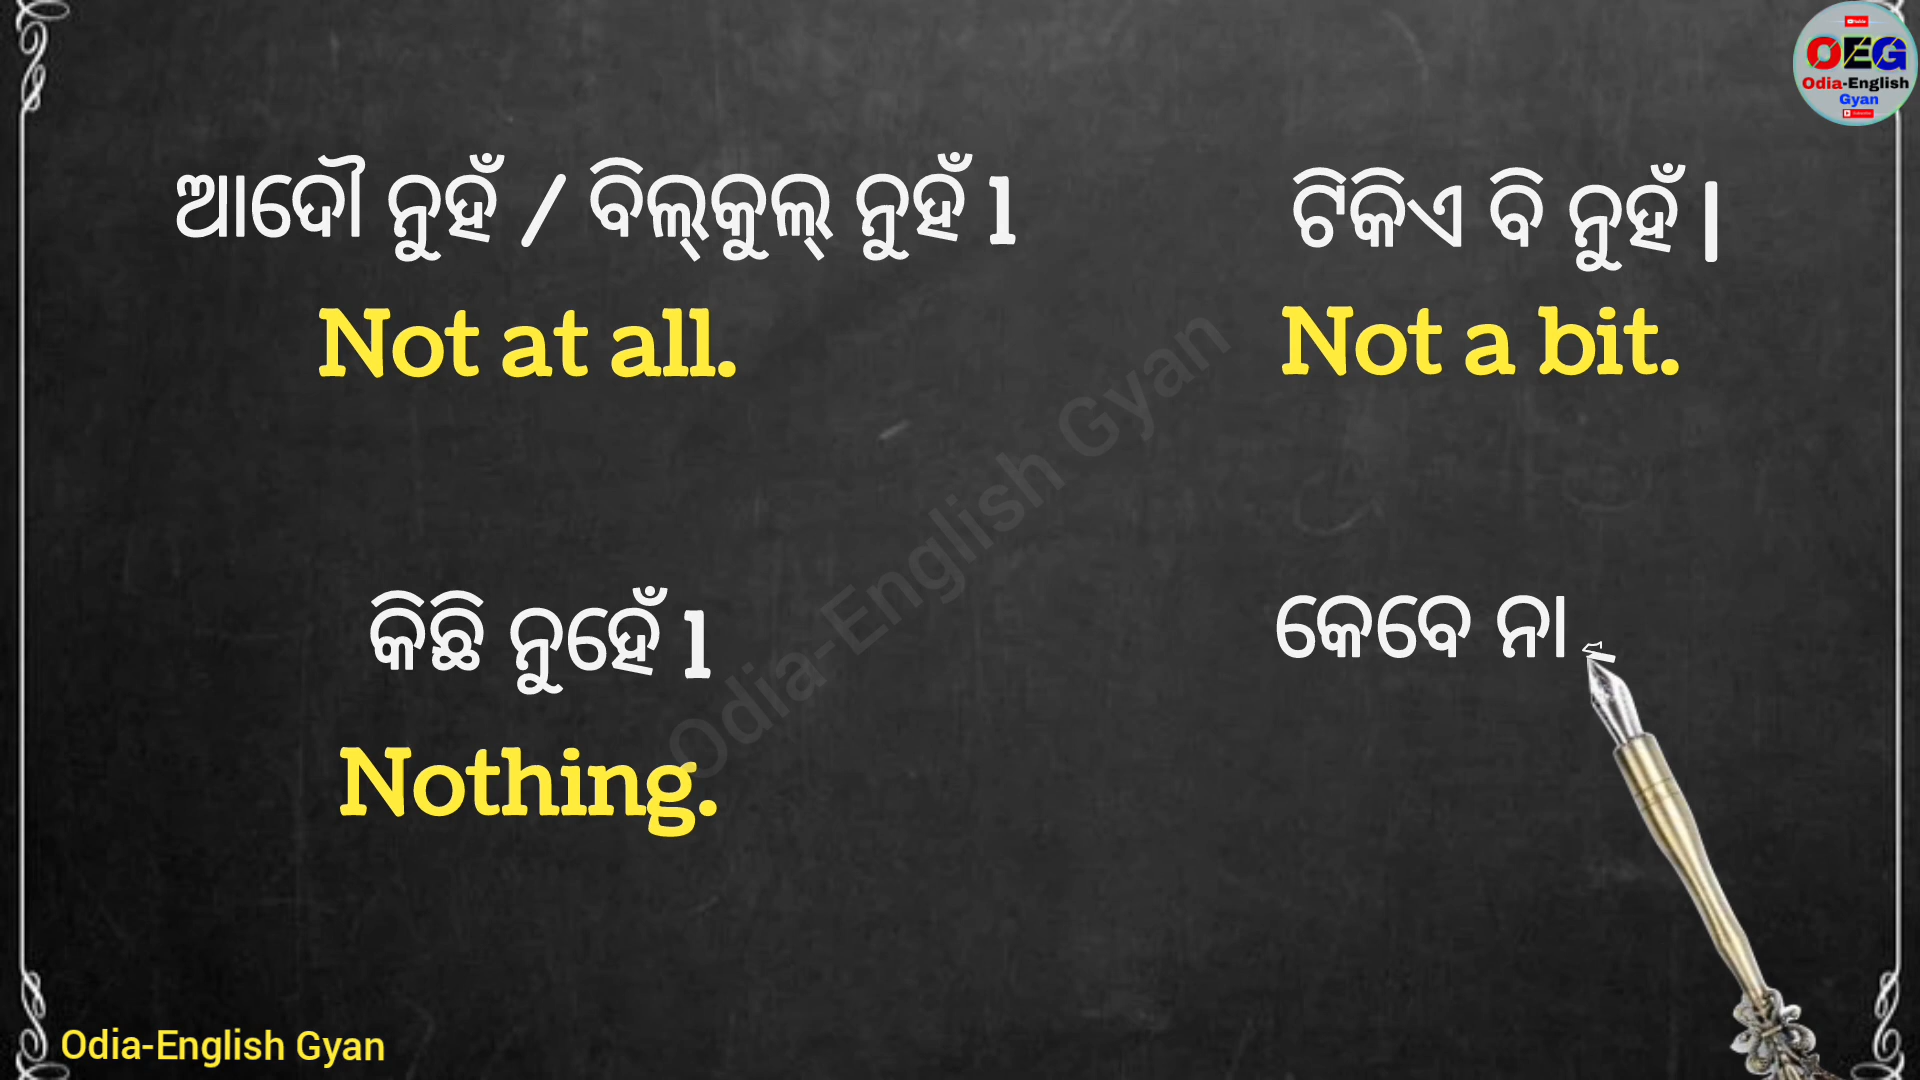 OEG
Odia-English
Gyan
ଆଦୌ ନୁହଁ / ବିଲ୍‌କୁଲ୍ ନୁହଁ l
ଟିକିଏ ବି ନୁହଁ |
Not at all.
Not a bit.
କିଛି ନୁହେଁ l
କେବେ ନା
Nothing.
Odia-English Gyan
Odia-English Gyan